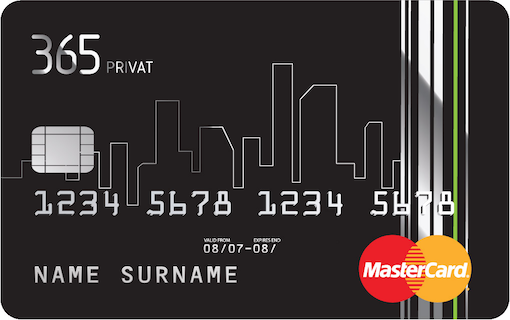 365 PRIVAT
1234 5678 1234 5678
VALID FROM EXPIRES END
08/07-08/
NAME SURNAME
MasterCard